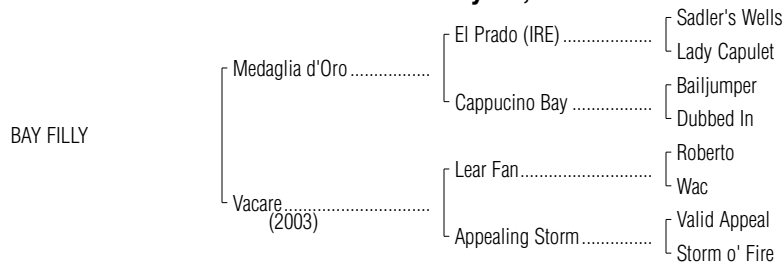 Sadler's Wells
El Prado (IRE) ..................
Lady Capulet
Medaglia d'Oro ................
Bailjumper
Cappucino Bay ................
Dubbed In
BAY FILLY
Roberto
Lear Fan..........................
Wac
Vacare.............................
(2003)
Valid Appeal
Appealing Storm..............
Storm o' Fire